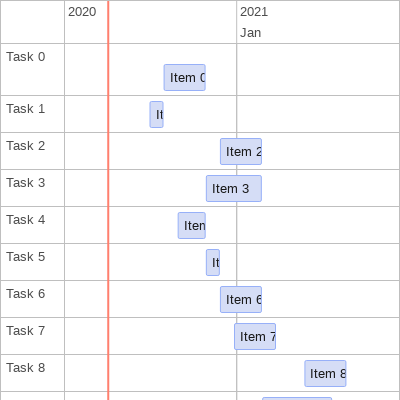 2020
2021
Jan
Task 0
Item 0
Task 1
It
Task 2
Item 2
Task 3
Item 3
Task 4
Item
Task 5
It
Task 6
Item 6
Task 7
Item 7
Task 8
Item 8